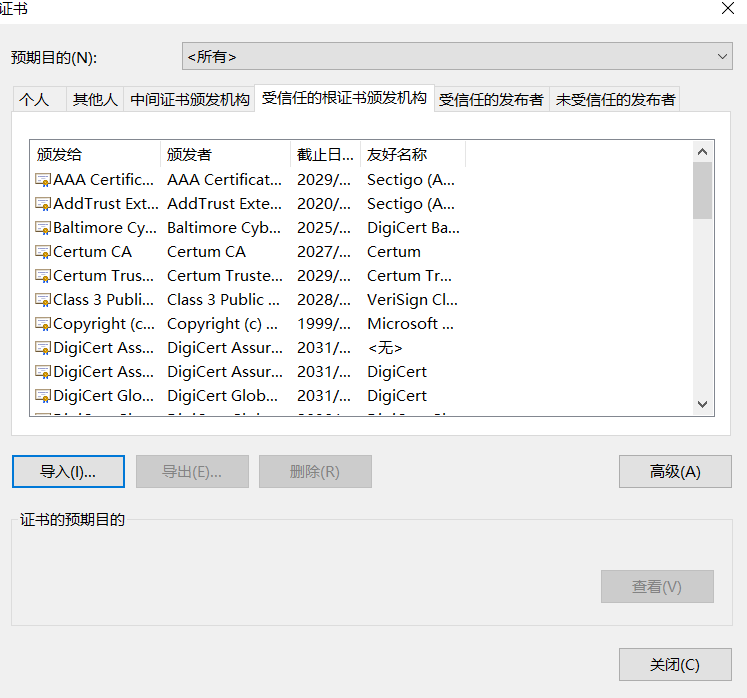 证书
预期目的(N):
<所有>
个人 其他人 中间证书颁发机构 受信任的根证书颁发机构 受信任的发布者 未受信任的发布者
颁发给 颁发者 截止日... 友好名称
AAA Certific... AAA Certificat... 2029/... Sectigo (A...
AddTrust Ext... AddTrust Exte... 2020/... Sectigo (A...
Baltimore Cy... Baltimore Cyb... 2025/... DigiCert Ba...
Certum CA Certum CA 2027/... Certum
Certum Trus... Certum Truste... 2029/... Certum Tr...
Class 3 Publi... Class 3 Public ... 2028/... VeriSign Cl...
Copyright (c... Copyright (c) ... 1999/... Microsoft ...
DigiCert Ass... DigiCert Assur... 2031/... <无>
DigiCert Ass... DigiCert Assur... 2031/... DigiCert
DigiCert Glo... DigiCert Glob... 2031/... DigiCert
导入(I)... 导出(E)... 删除(R) 高级(A)
证书的预期目的
查看(V)
关闭(C)